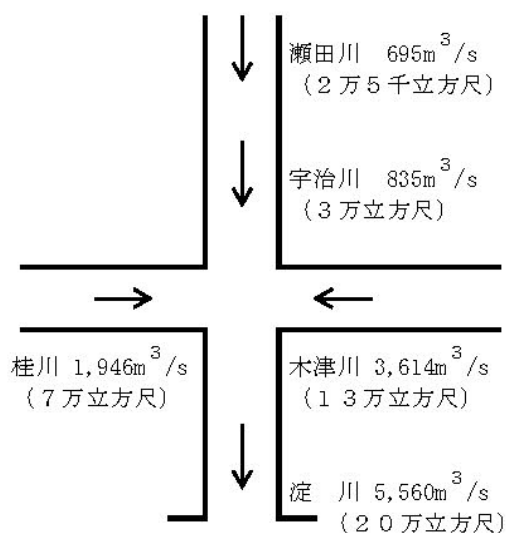 瀬田川 695m³/s
(2万5千立方尺)
宇治川 835m³/s
(3万立方尺)
桂川 1,946m³/s
(7万立方尺)
木津川 3,614m³/s
(13万立方尺)
淀 川 5,560m³/s
(20万立方尺)